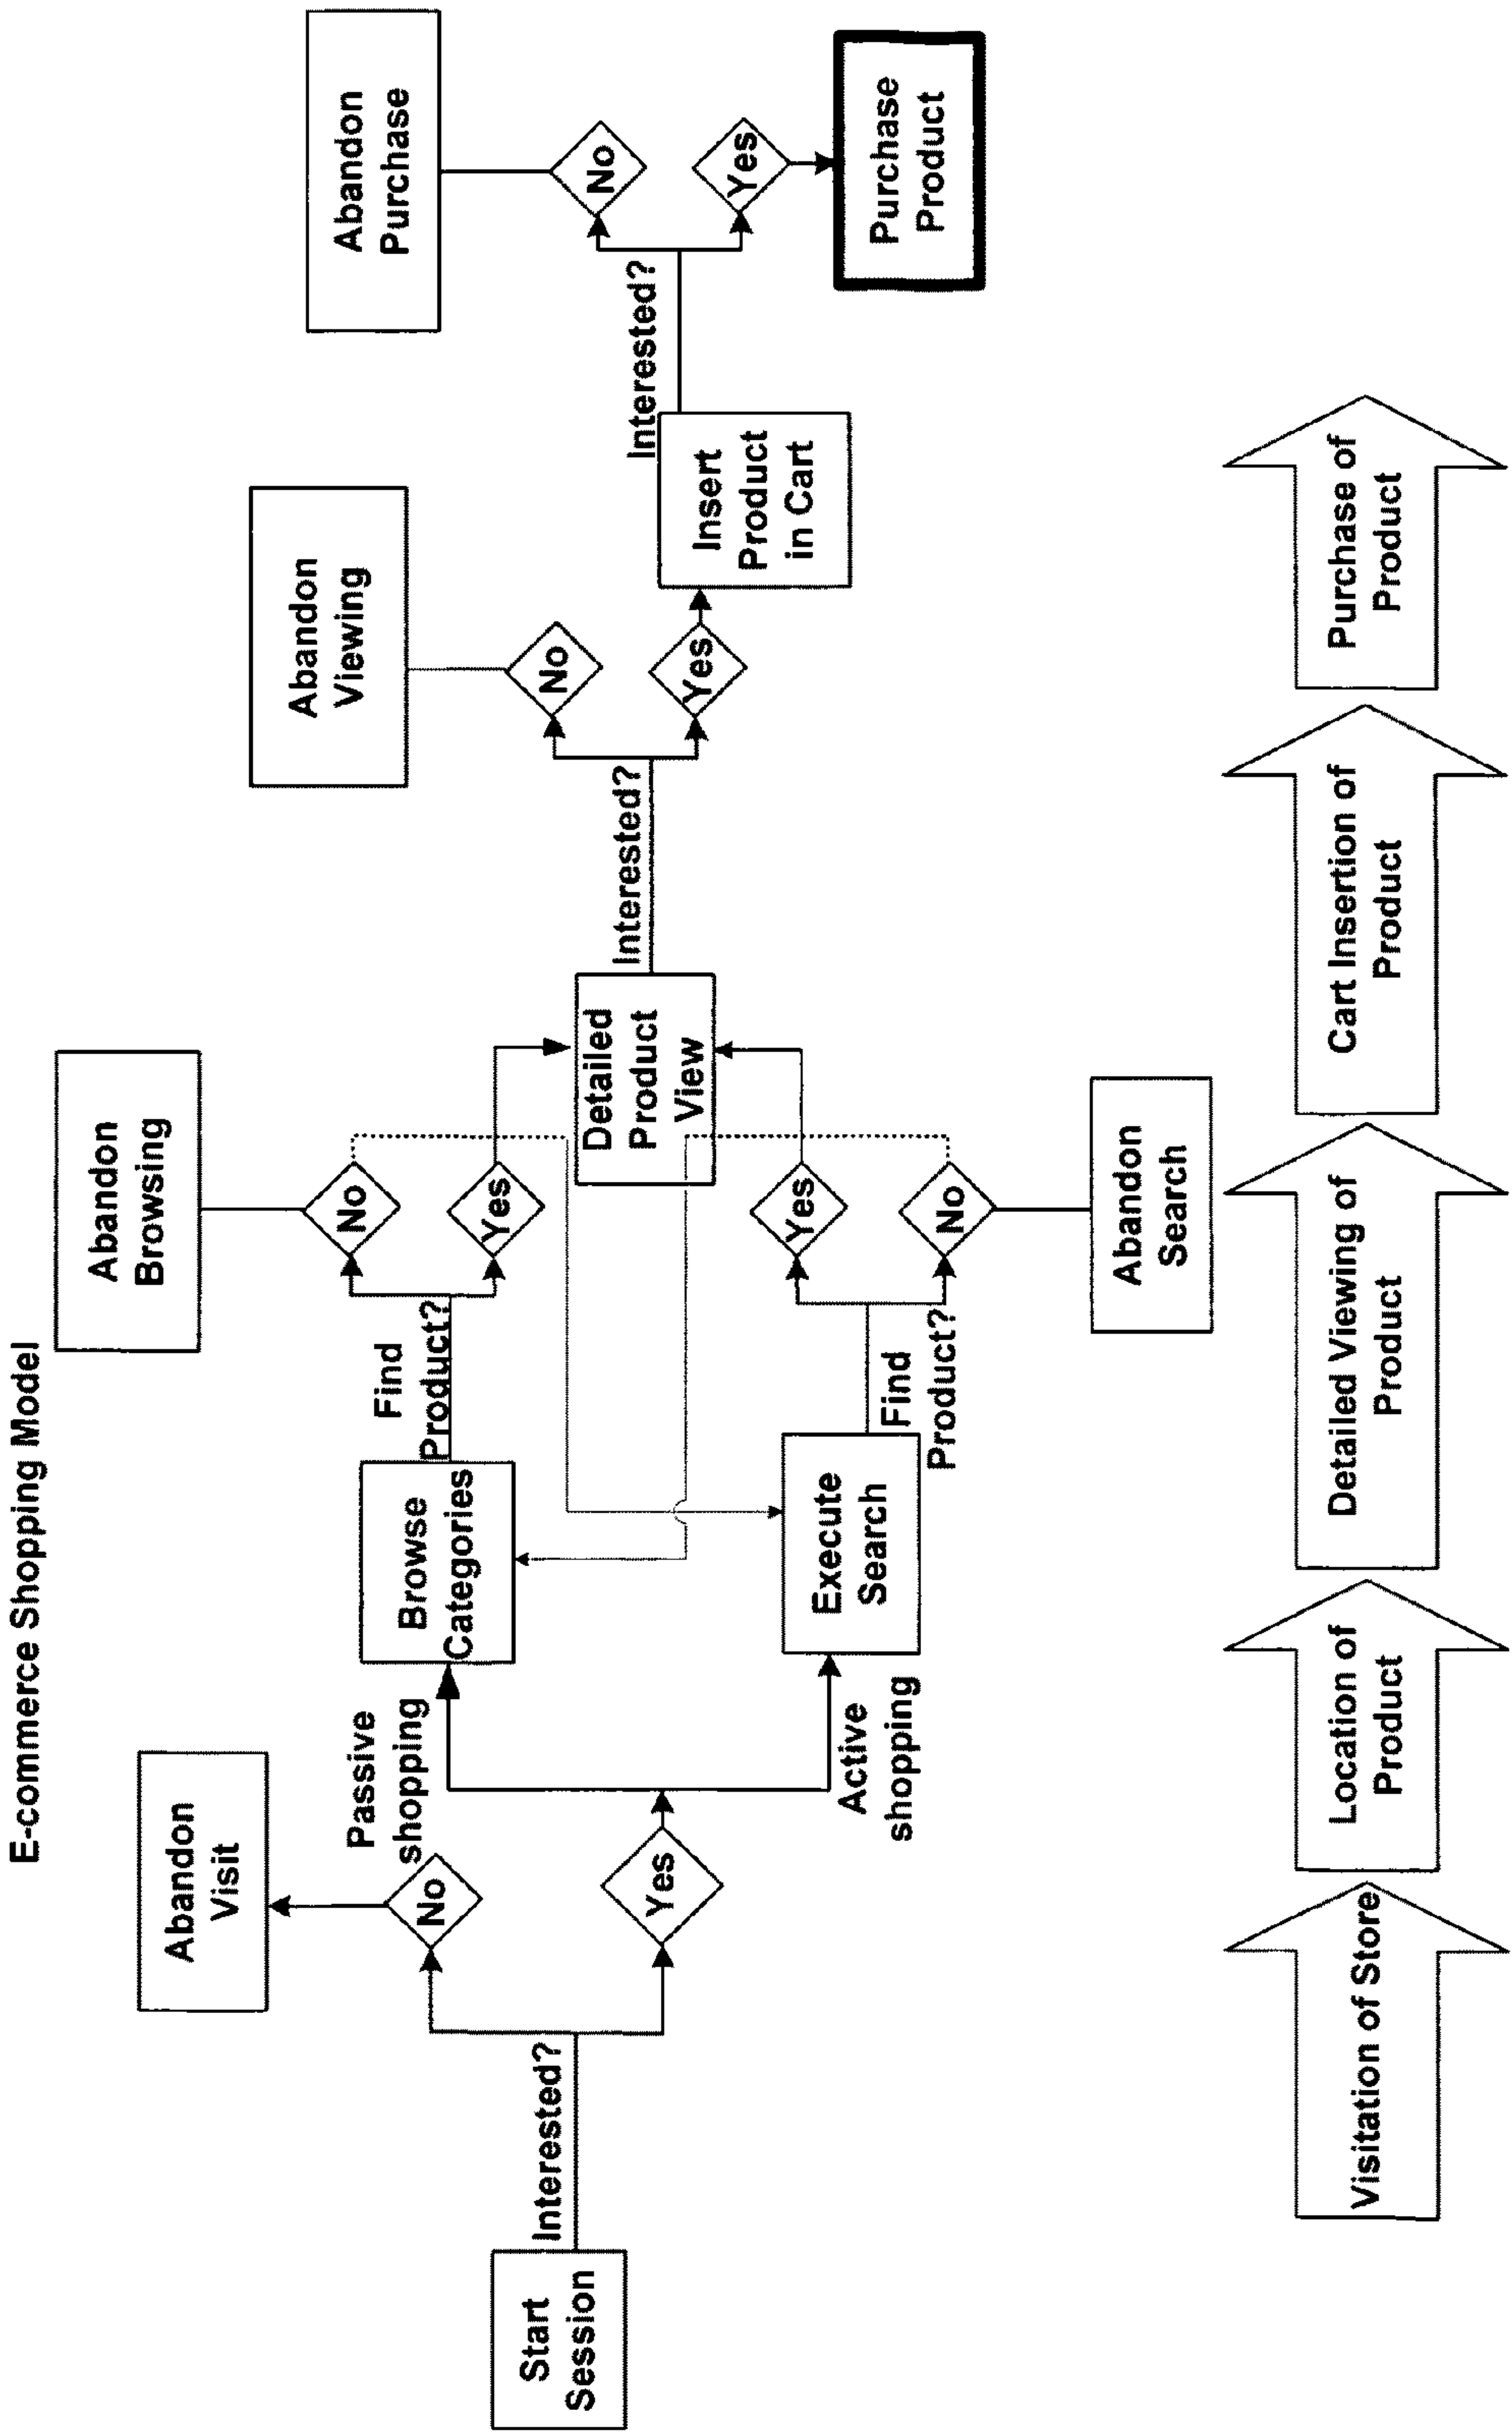 E-commerce Shopping Model
Start
Session
Interested?
No
Abandon
Visit
Yes
Passive
shopping
Active
shopping
Browse
Categories
Find
Product?
No
Abandon
Browsing
Yes
Execute
Search
Find
Product?
Yes
No
Abandon
Search
Detailed
Product
View
Interested?
No
Abandon
Viewing
Yes
Insert
Product
in Cart
Interested?
No
Abandon
Purchase
Yes
Purchase
Product
Visitation of Store
Location of
Product
Detailed Viewing of
Product
Cart Insertion of
Product
Purchase of
Product